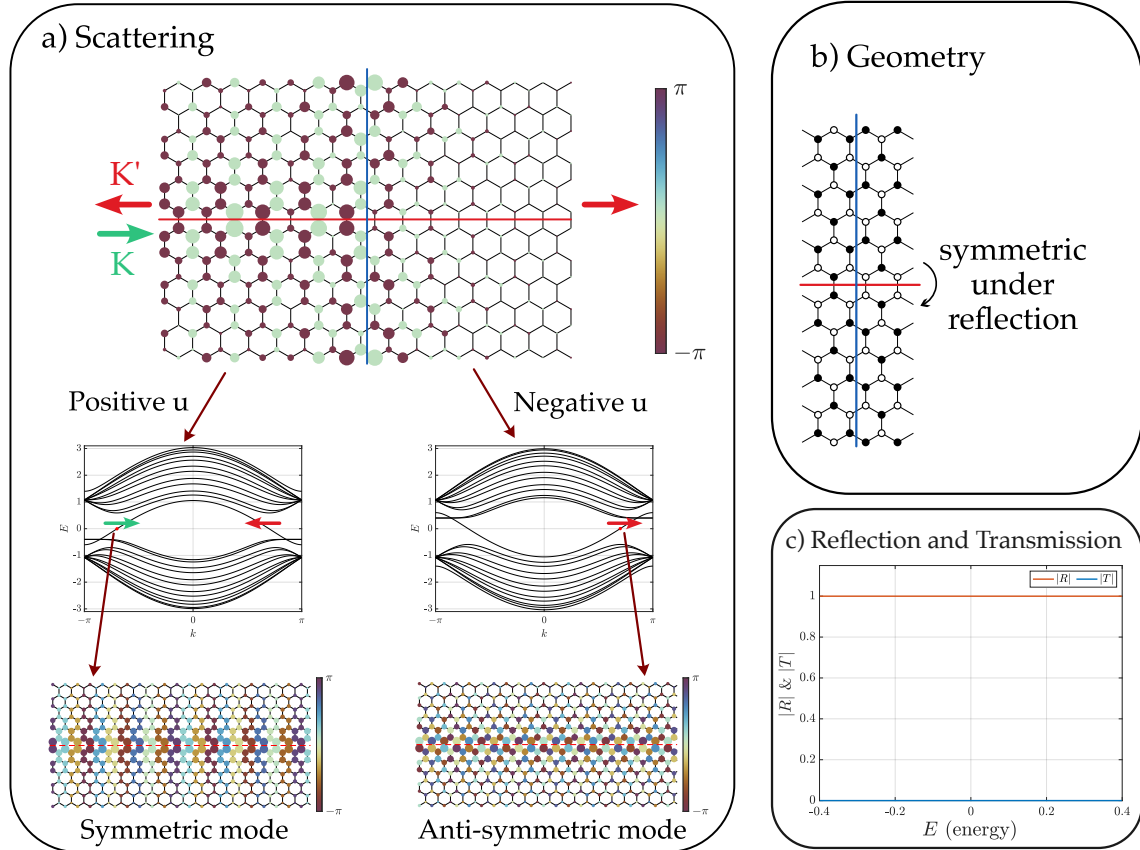 a) Scattering
π
−π
K'
K
Positive u
Negative u
3
2
1
0
-1
-2
-3
E
−π
0
π
k
3
2
1
0
-1
-2
-3
E
−π
0
π
k
π
−π
π
−π
Symmetric mode
Anti-symmetric mode
b) Geometry
symmetric
under
reflection
c) Reflection and Transmission
|R| |T|
1
0.8
0.6
0.4
0.2
0
|R| & |T|
-0.4 -0.2 0 0.2 0.4
E (energy)